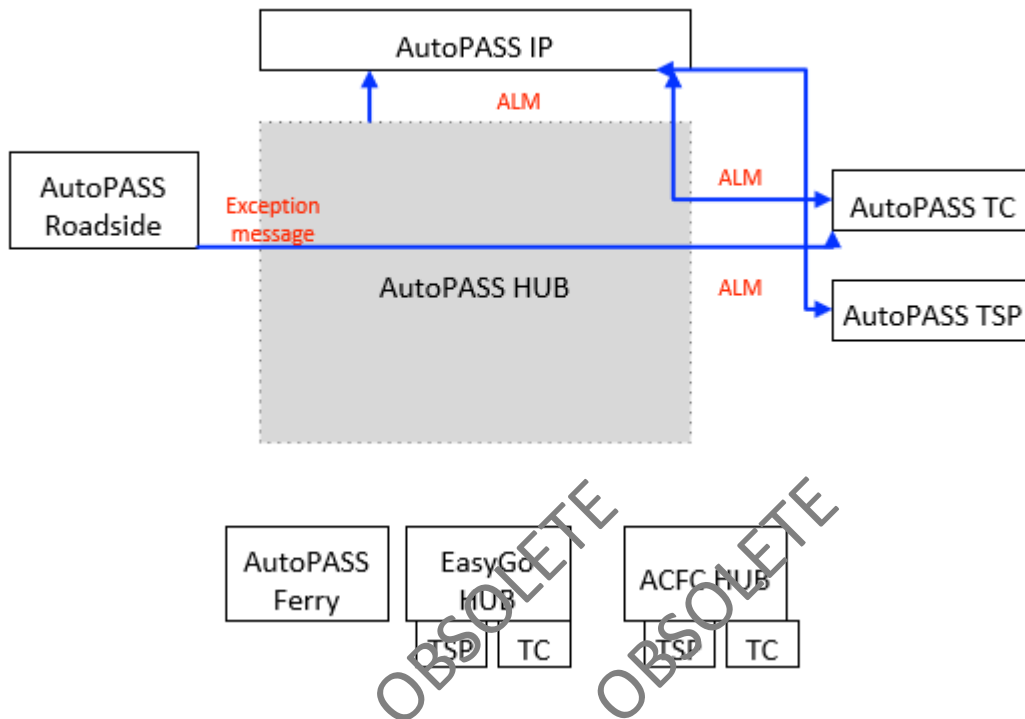 AutoPASS IP
ALM
AutoPASS
Roadside
Exception
message
ALM
AutoPASS TC
AutoPASS HUB
ALM
AutoPASS TSP
AutoPASS
Ferry
EasyGo
HUB
TSP
TC
OBSOLETE
ACFC HUB
TSP
TC
OBSOLETE